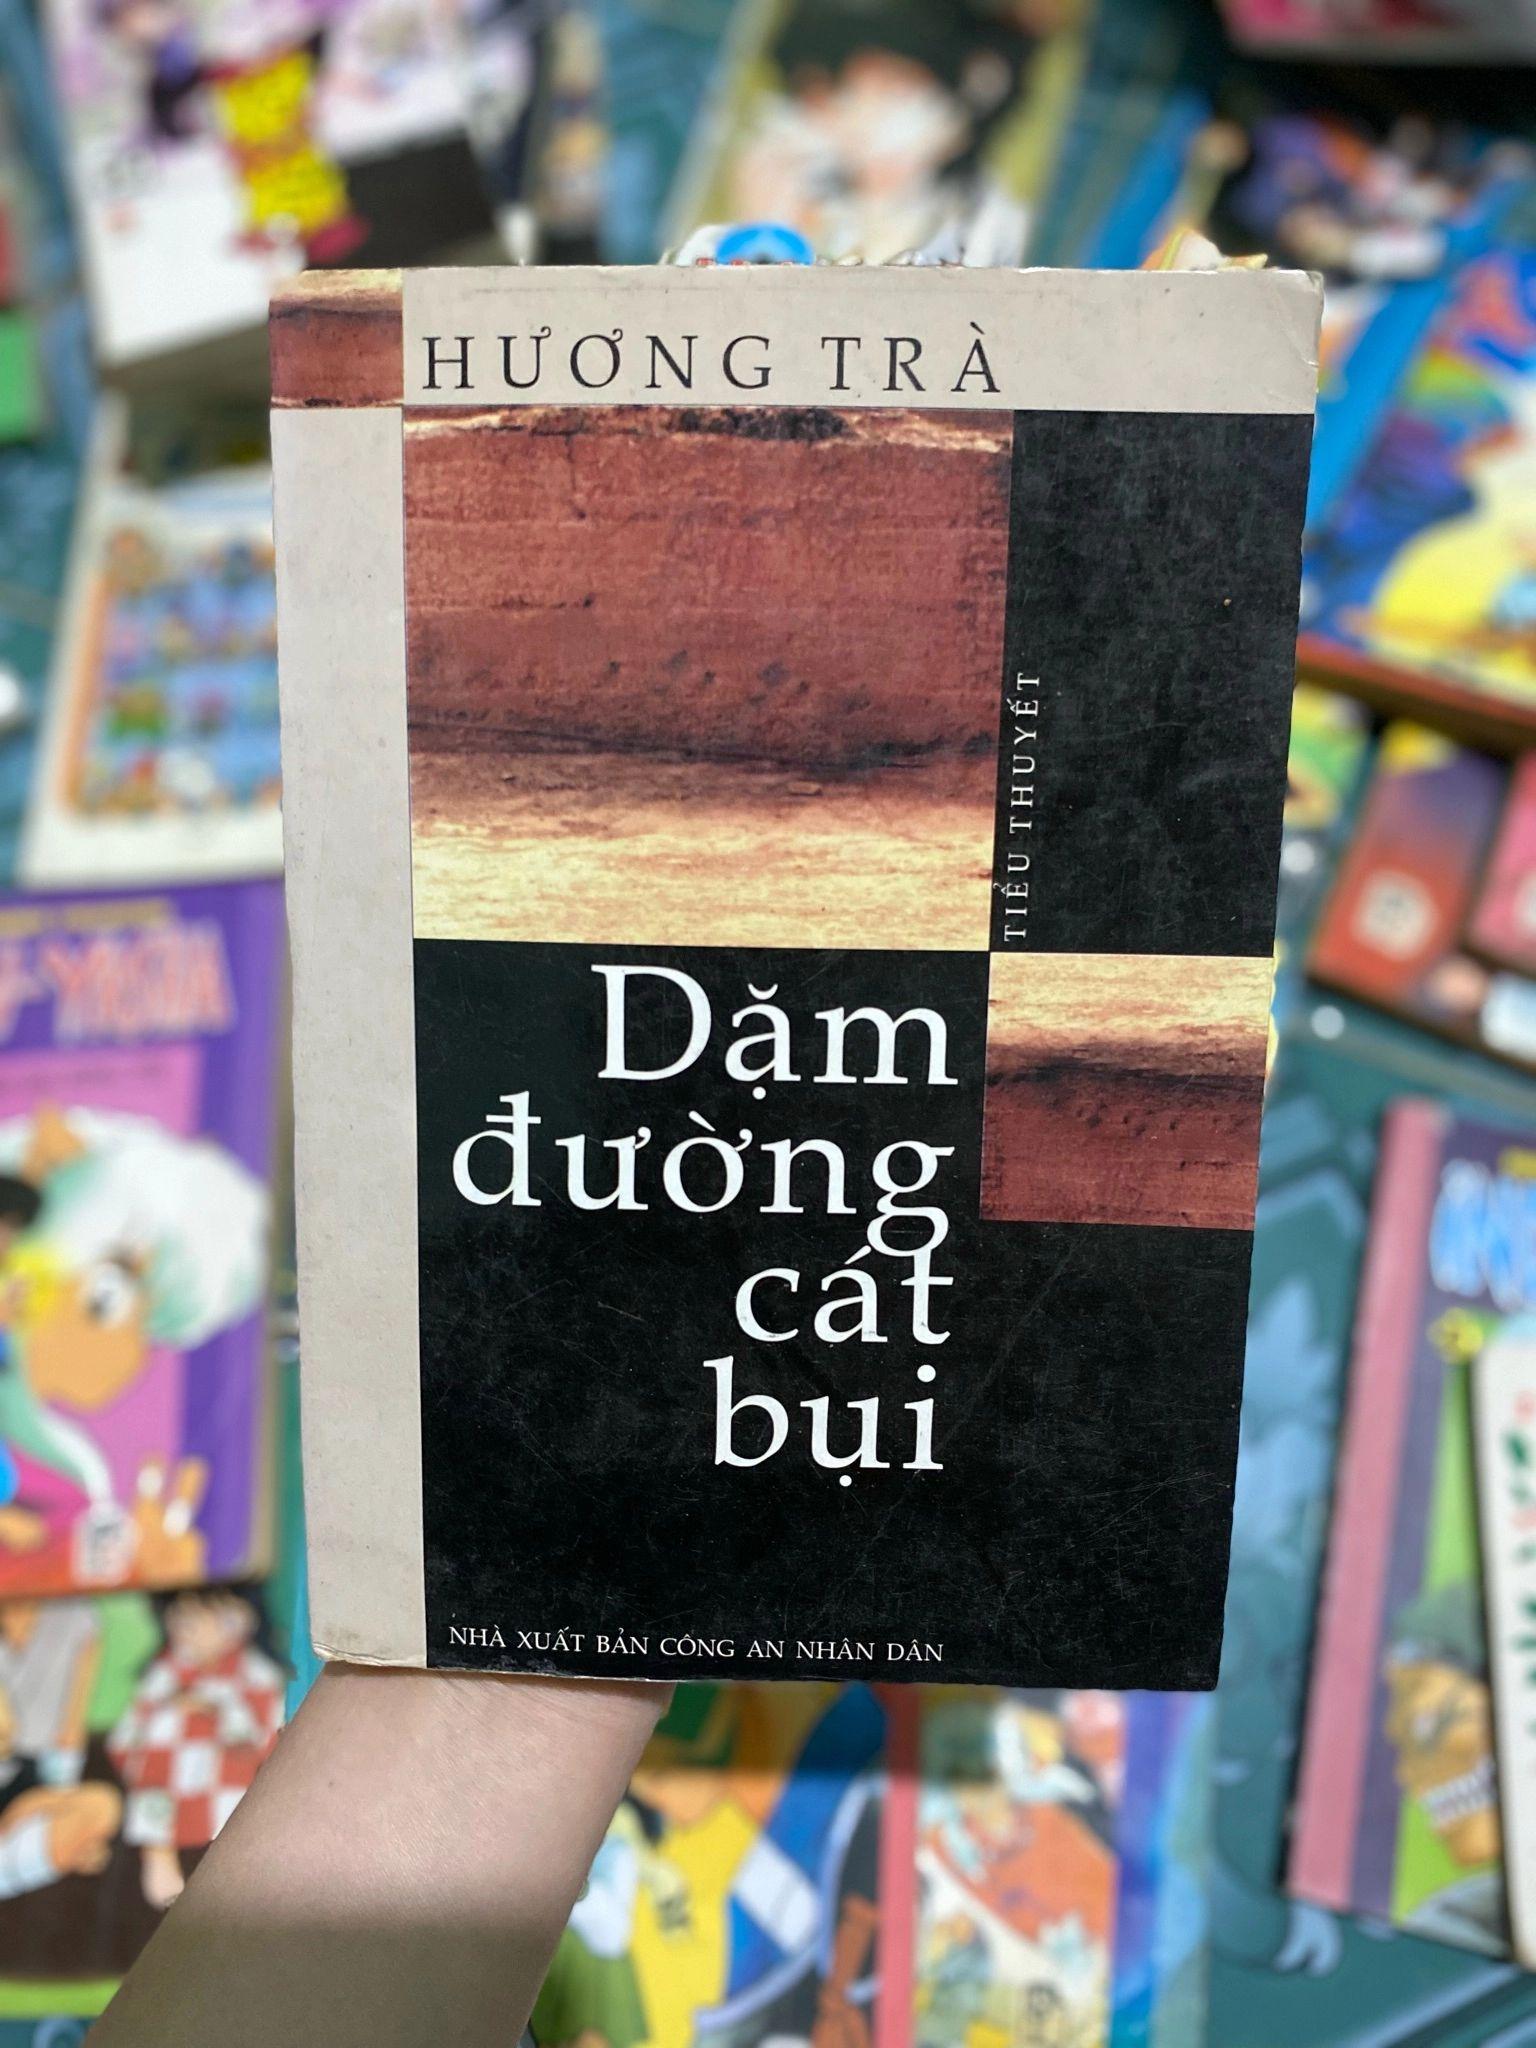 HƯƠNG TRÀ
TIỂU THUYẾT
Dặm
đường
cát
bụi
NHÀ XUẤT BẢN CÔNG AN NHÂN DÂN